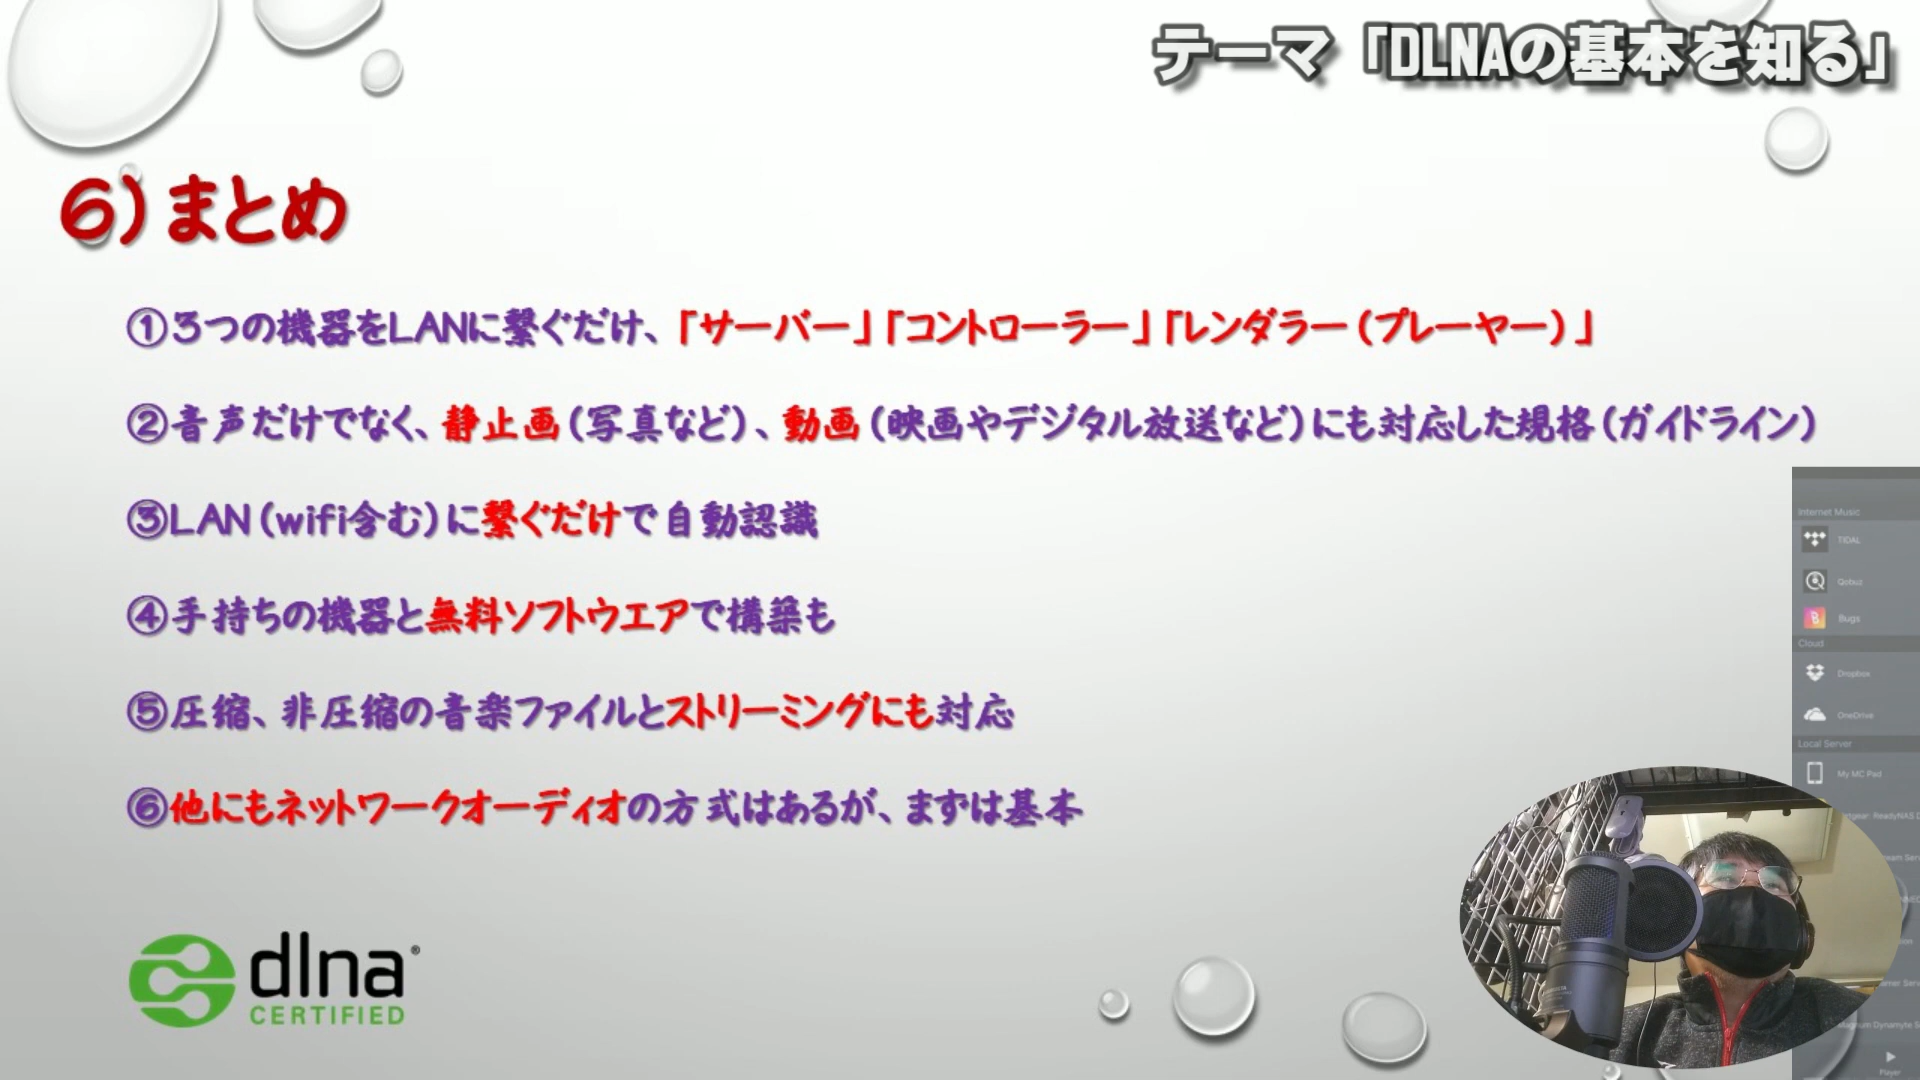 テーマ「DLNAの基本を知る」
６）まとめ
①３つの機器をLANに繋ぐだけ、「サーバー」「コントローラー」「レンダラー（プレーヤー）」
②音声だけでなく、静止画（写真など）、動画（映画やデジタル放送など）にも対応した規格（ガイドライン）
③LAN（wifi含む）に繋ぐだけで自動認識
④手持ちの機器と無料ソフトウエアで構築も
⑤圧縮、非圧縮の音楽ファイルとストリーミングにも対応
⑥他にもネットワークオーディオの方式はあるが、まずは基本
dlna®
CERTIFIED
Internet Music
TIDAL
Qobuz
Bugs
Cloud
Dropbox
OneDrive
Local Server
My MC Pad
Player